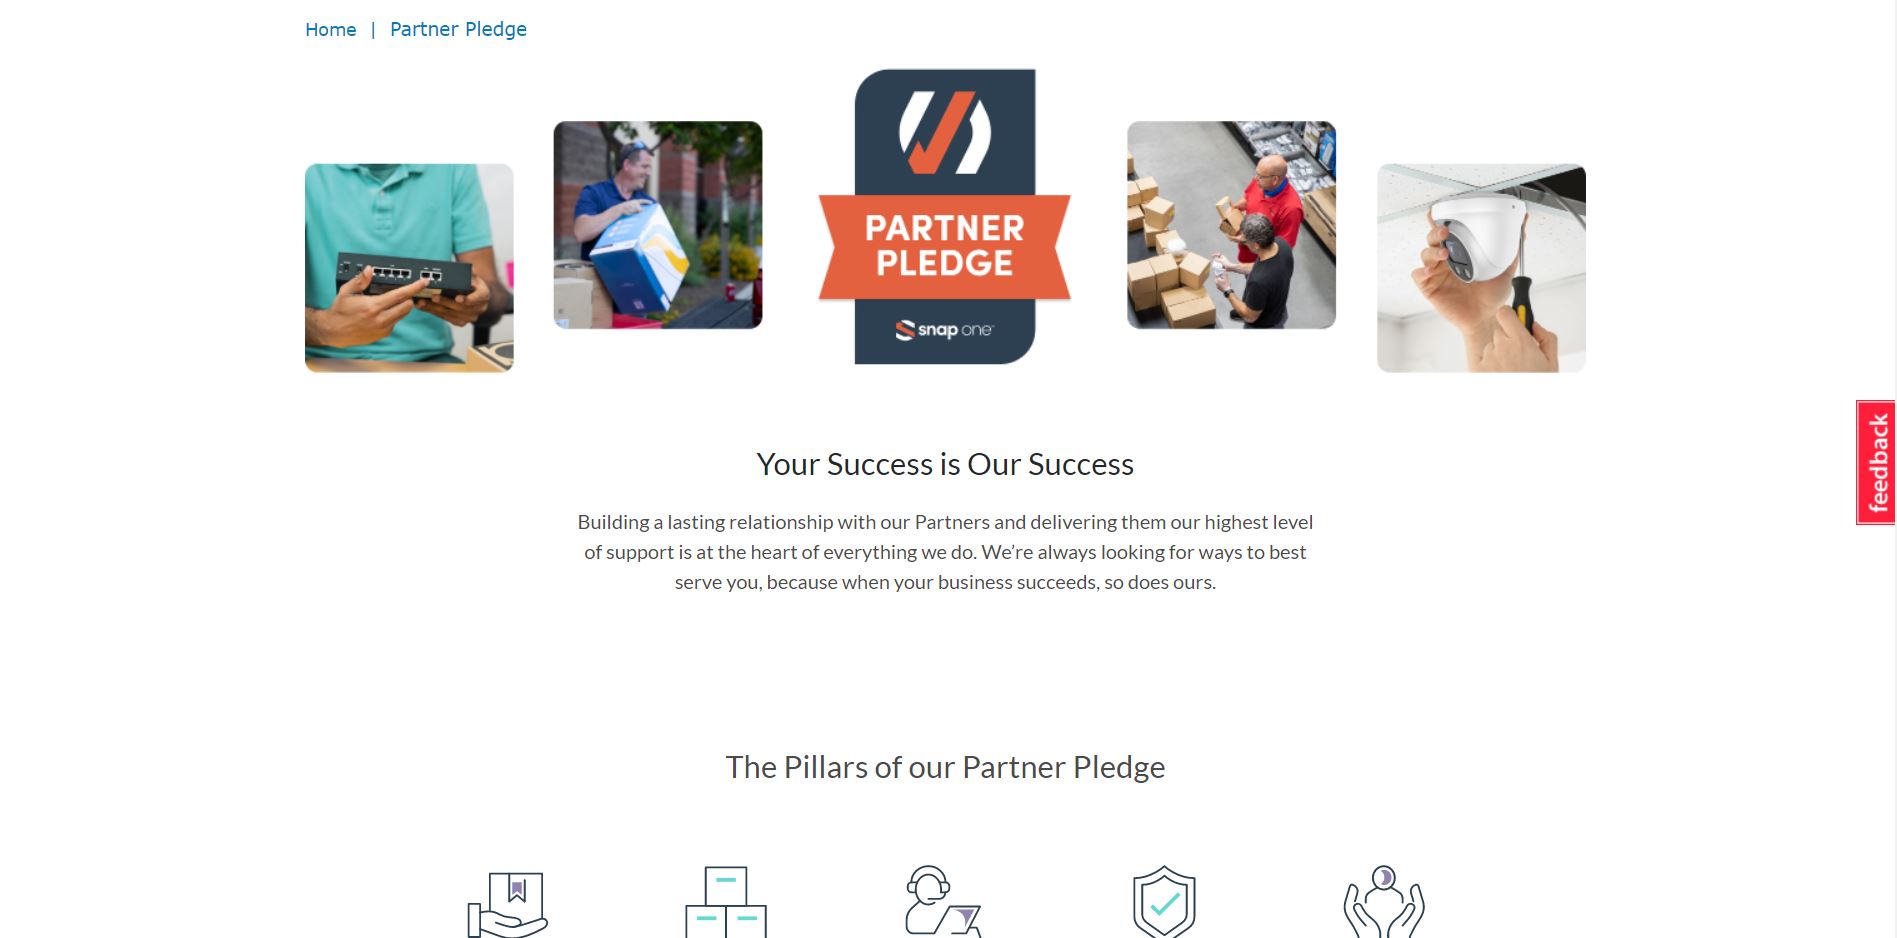 Home | Partner Pledge
PARTNER
PLEDGE
snap one
Your Success is Our Success
Building a lasting relationship with our Partners and delivering them our highest level
of support is at the heart of everything we do. We’re always looking for ways to best
serve you, because when your business succeeds, so does ours.
feedback
The Pillars of our Partner Pledge